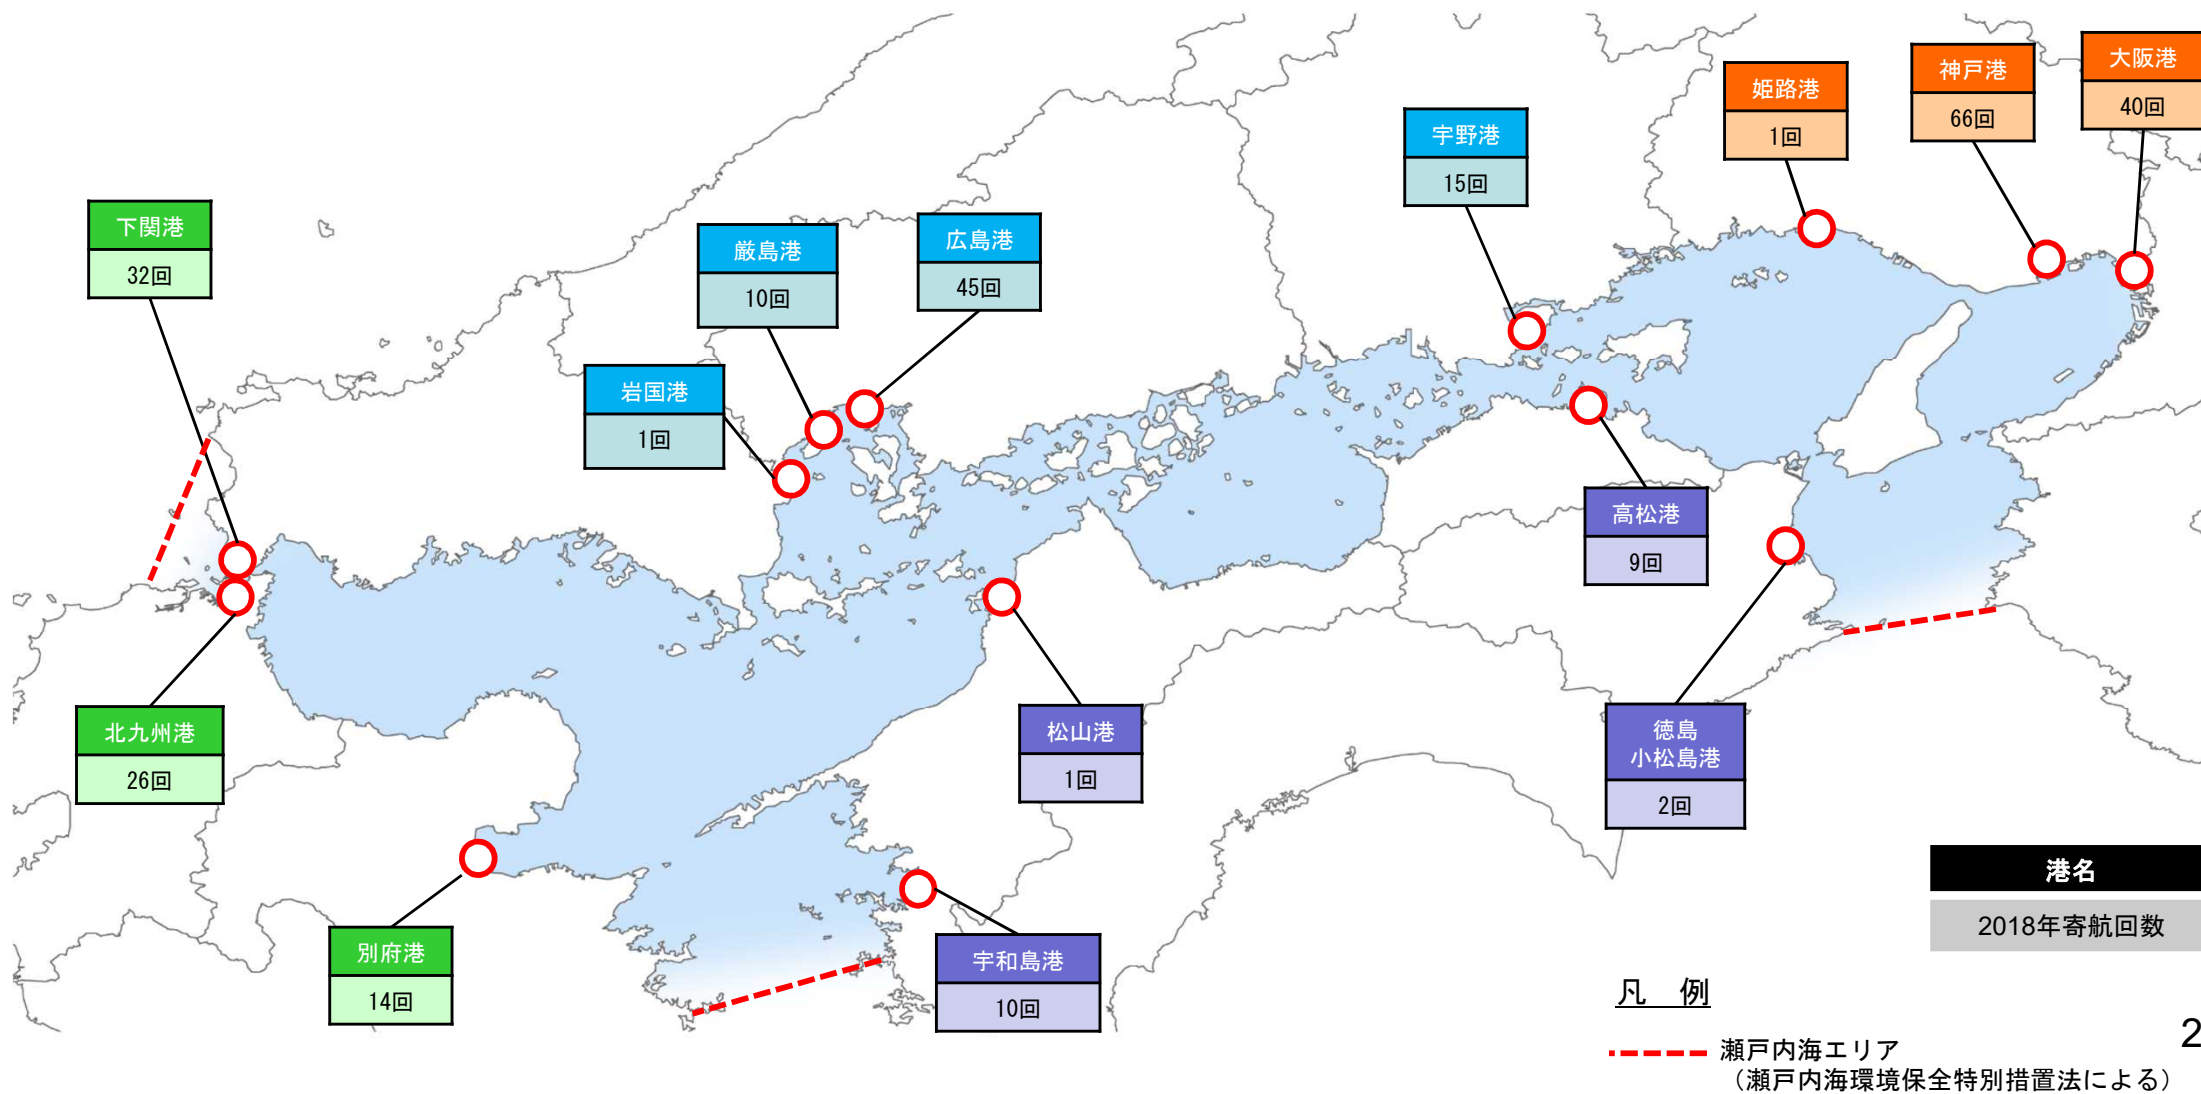 大阪港
40回
神戸港
66回
姫路港
1回
宇野港
15回
下関港
32回
厳島港
10回
広島港
45回
岩国港
1回
高松港
9回
北九州港
26回
松山港
1回
徳島
小松島港
2回
別府港
14回
宇和島港
10回
港名
2018年寄航回数
凡　例
瀬戸内海エリア
（瀬戸内海環境保全特別措置法による）
2